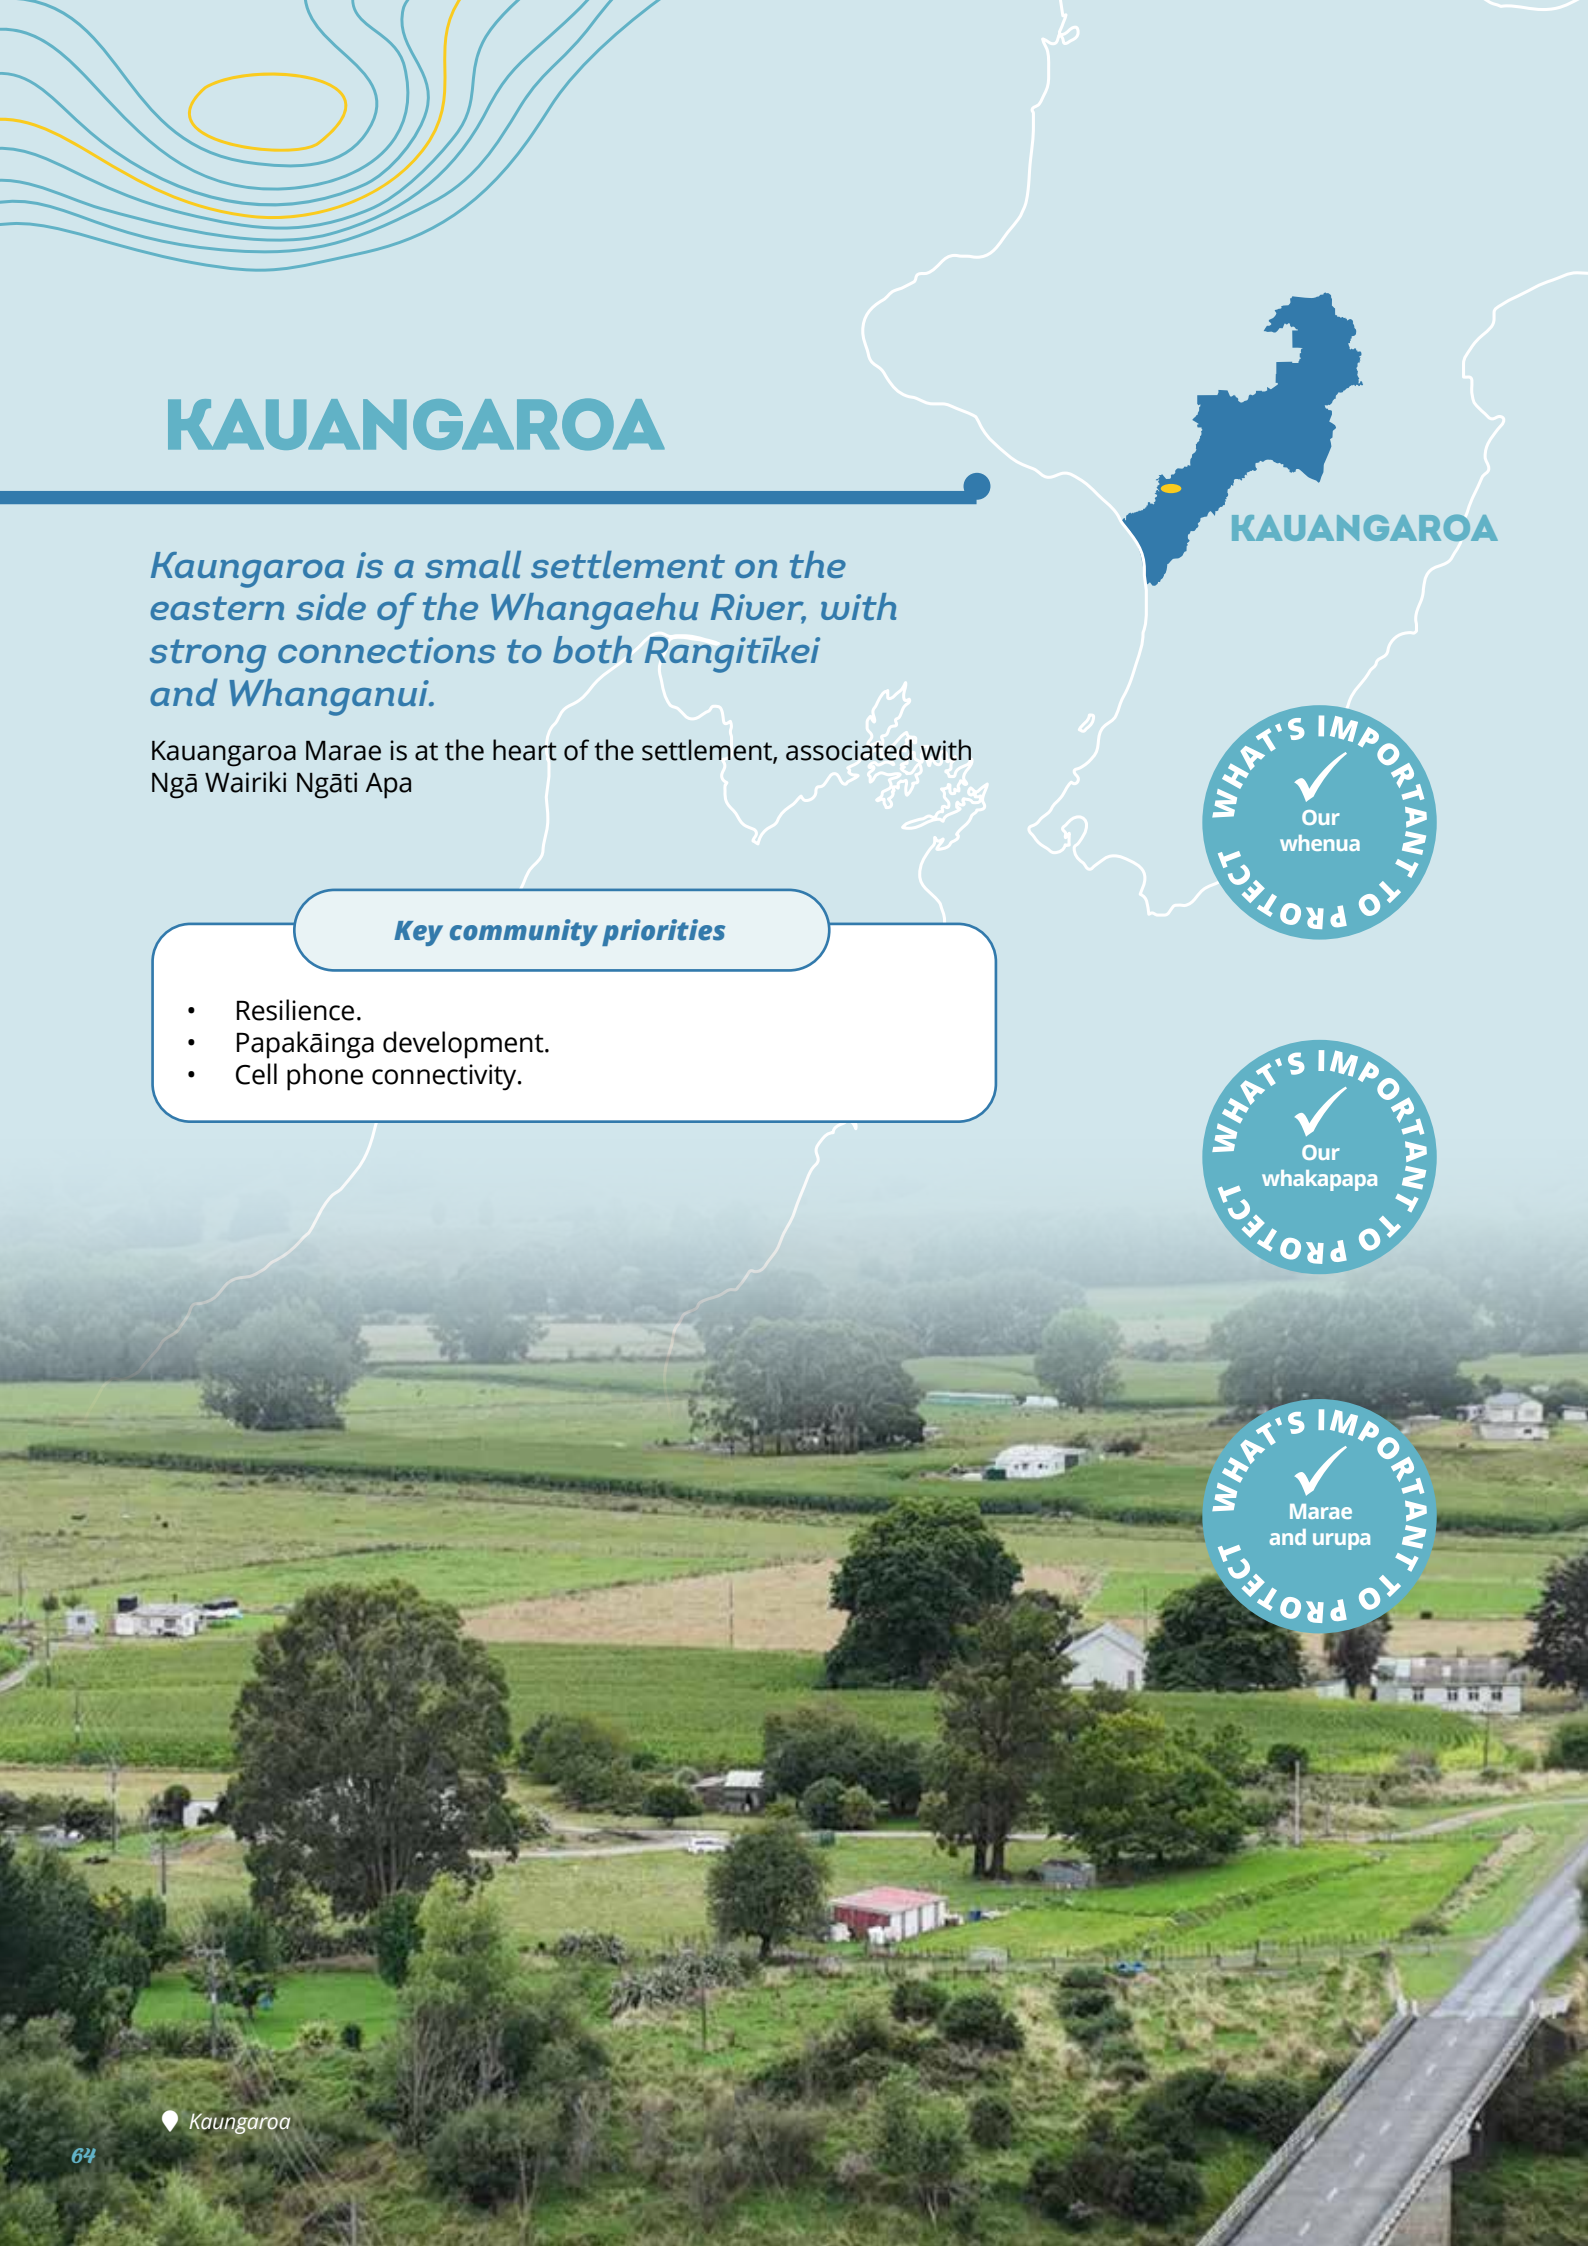 KAUANGAROA
KAUANGAROA
Kaungaroa is a small settlement on the
eastern side of the Whangaehu River, with
strong connections to both Rangitīkei
and Whanganui.
Kauangaroa Marae is at the heart of the settlement, associated with
Ngā Wairiki Ngāti Apa
Key community priorities
• Resilience.
• Papakāinga development.
• Cell phone connectivity.
WHAT'S IMPORTANT TO PROTECT
Our
whenua
WHAT'S IMPORTANT TO PROTECT
Our
whakapapa
WHAT'S IMPORTANT TO PROTECT
Marae
and urupa
Kaungaroa
64